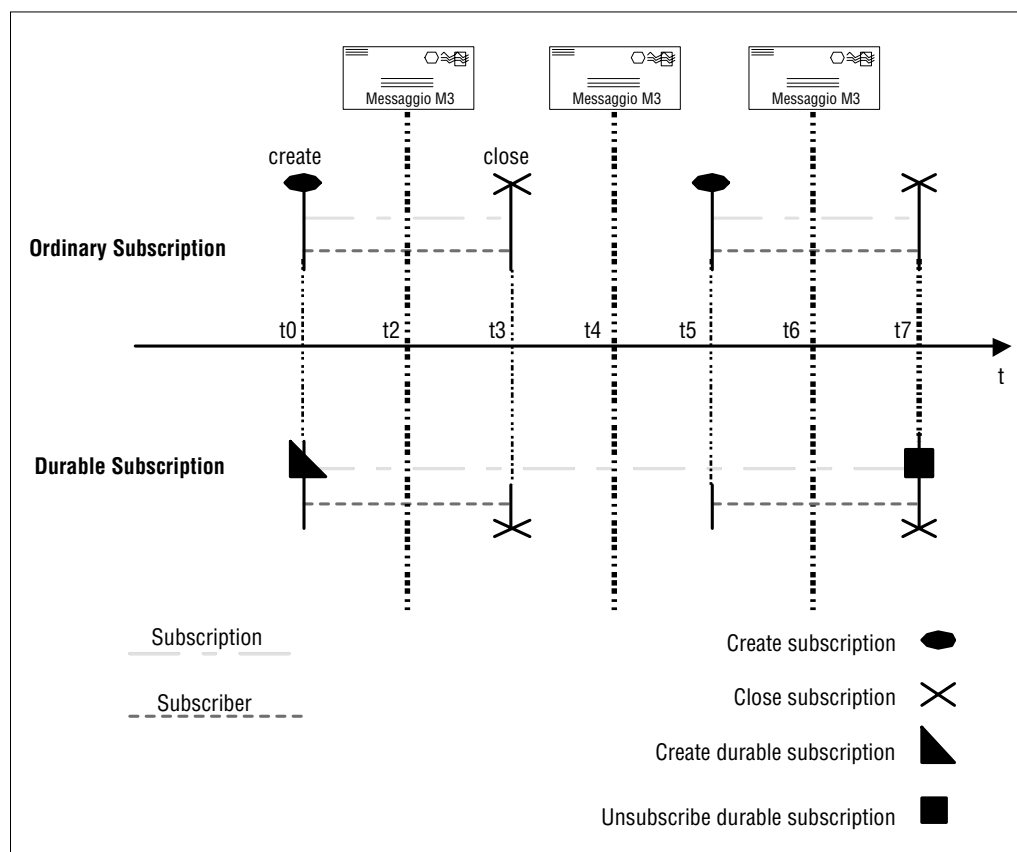 Messaggio M3
Messaggio M3
Messaggio M3
create
close
Ordinary Subscription
t0
t2
t3
t4
t5
t6
t7
t
Durable Subscription
Subscription
Subscriber
Create subscription
Close subscription
Create durable subscription
Unsubscribe durable subscription